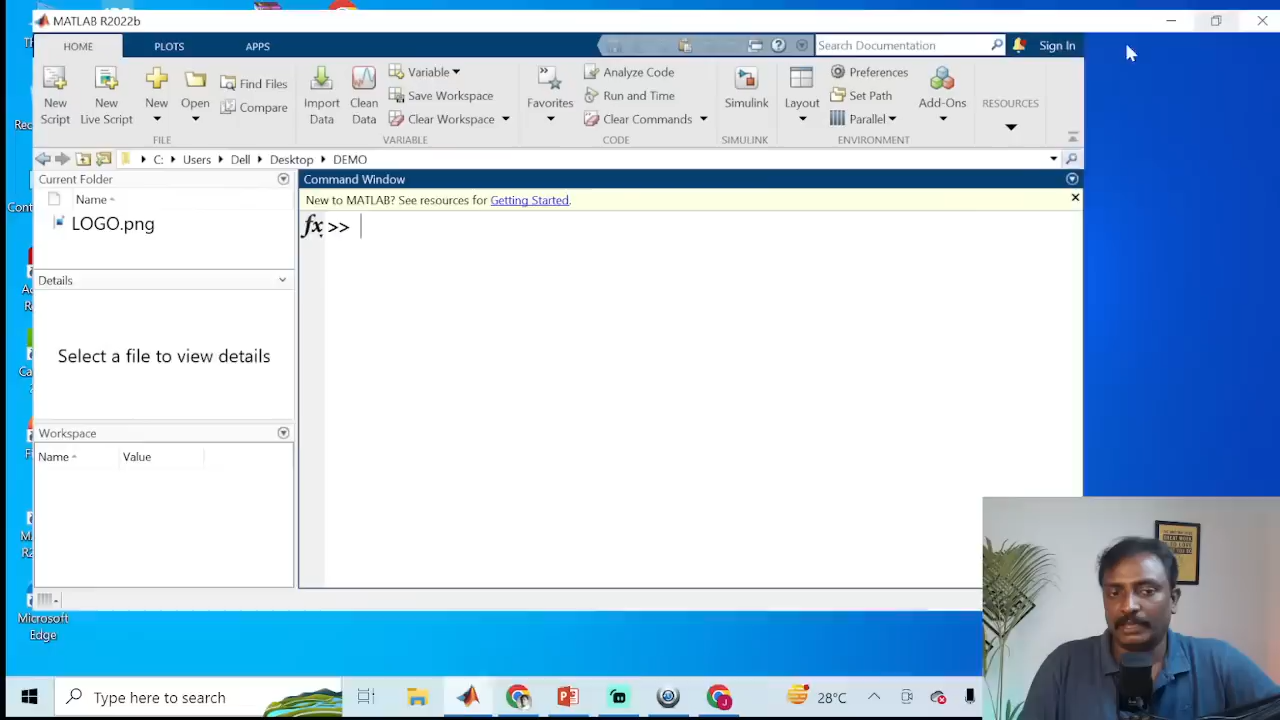 MATLAB R2022b
HOME
PLOTS
APPS
Search Documentation
Sign In
New Script
New Live Script
New
Open
Find Files
Compare
FILE
Import Data
Clean Data
Variable
Save Workspace
Clear Workspace
VARIABLE
Favorites
Analyze Code
Run and Time
Clear Commands
CODE
Simulink
SIMULINK
Layout
Preferences
Set Path
Parallel
ENVIRONMENT
Add-Ons
RESOURCES
C:
Users
Dell
Desktop
DEMO
Current Folder
Name
LOGO.png
Details
Select a file to view details
Workspace
Name
Value
Command Window
New to MATLAB? See resources for Getting Started.
fx >>
Microsoft
Edge
Type here to search
28°C